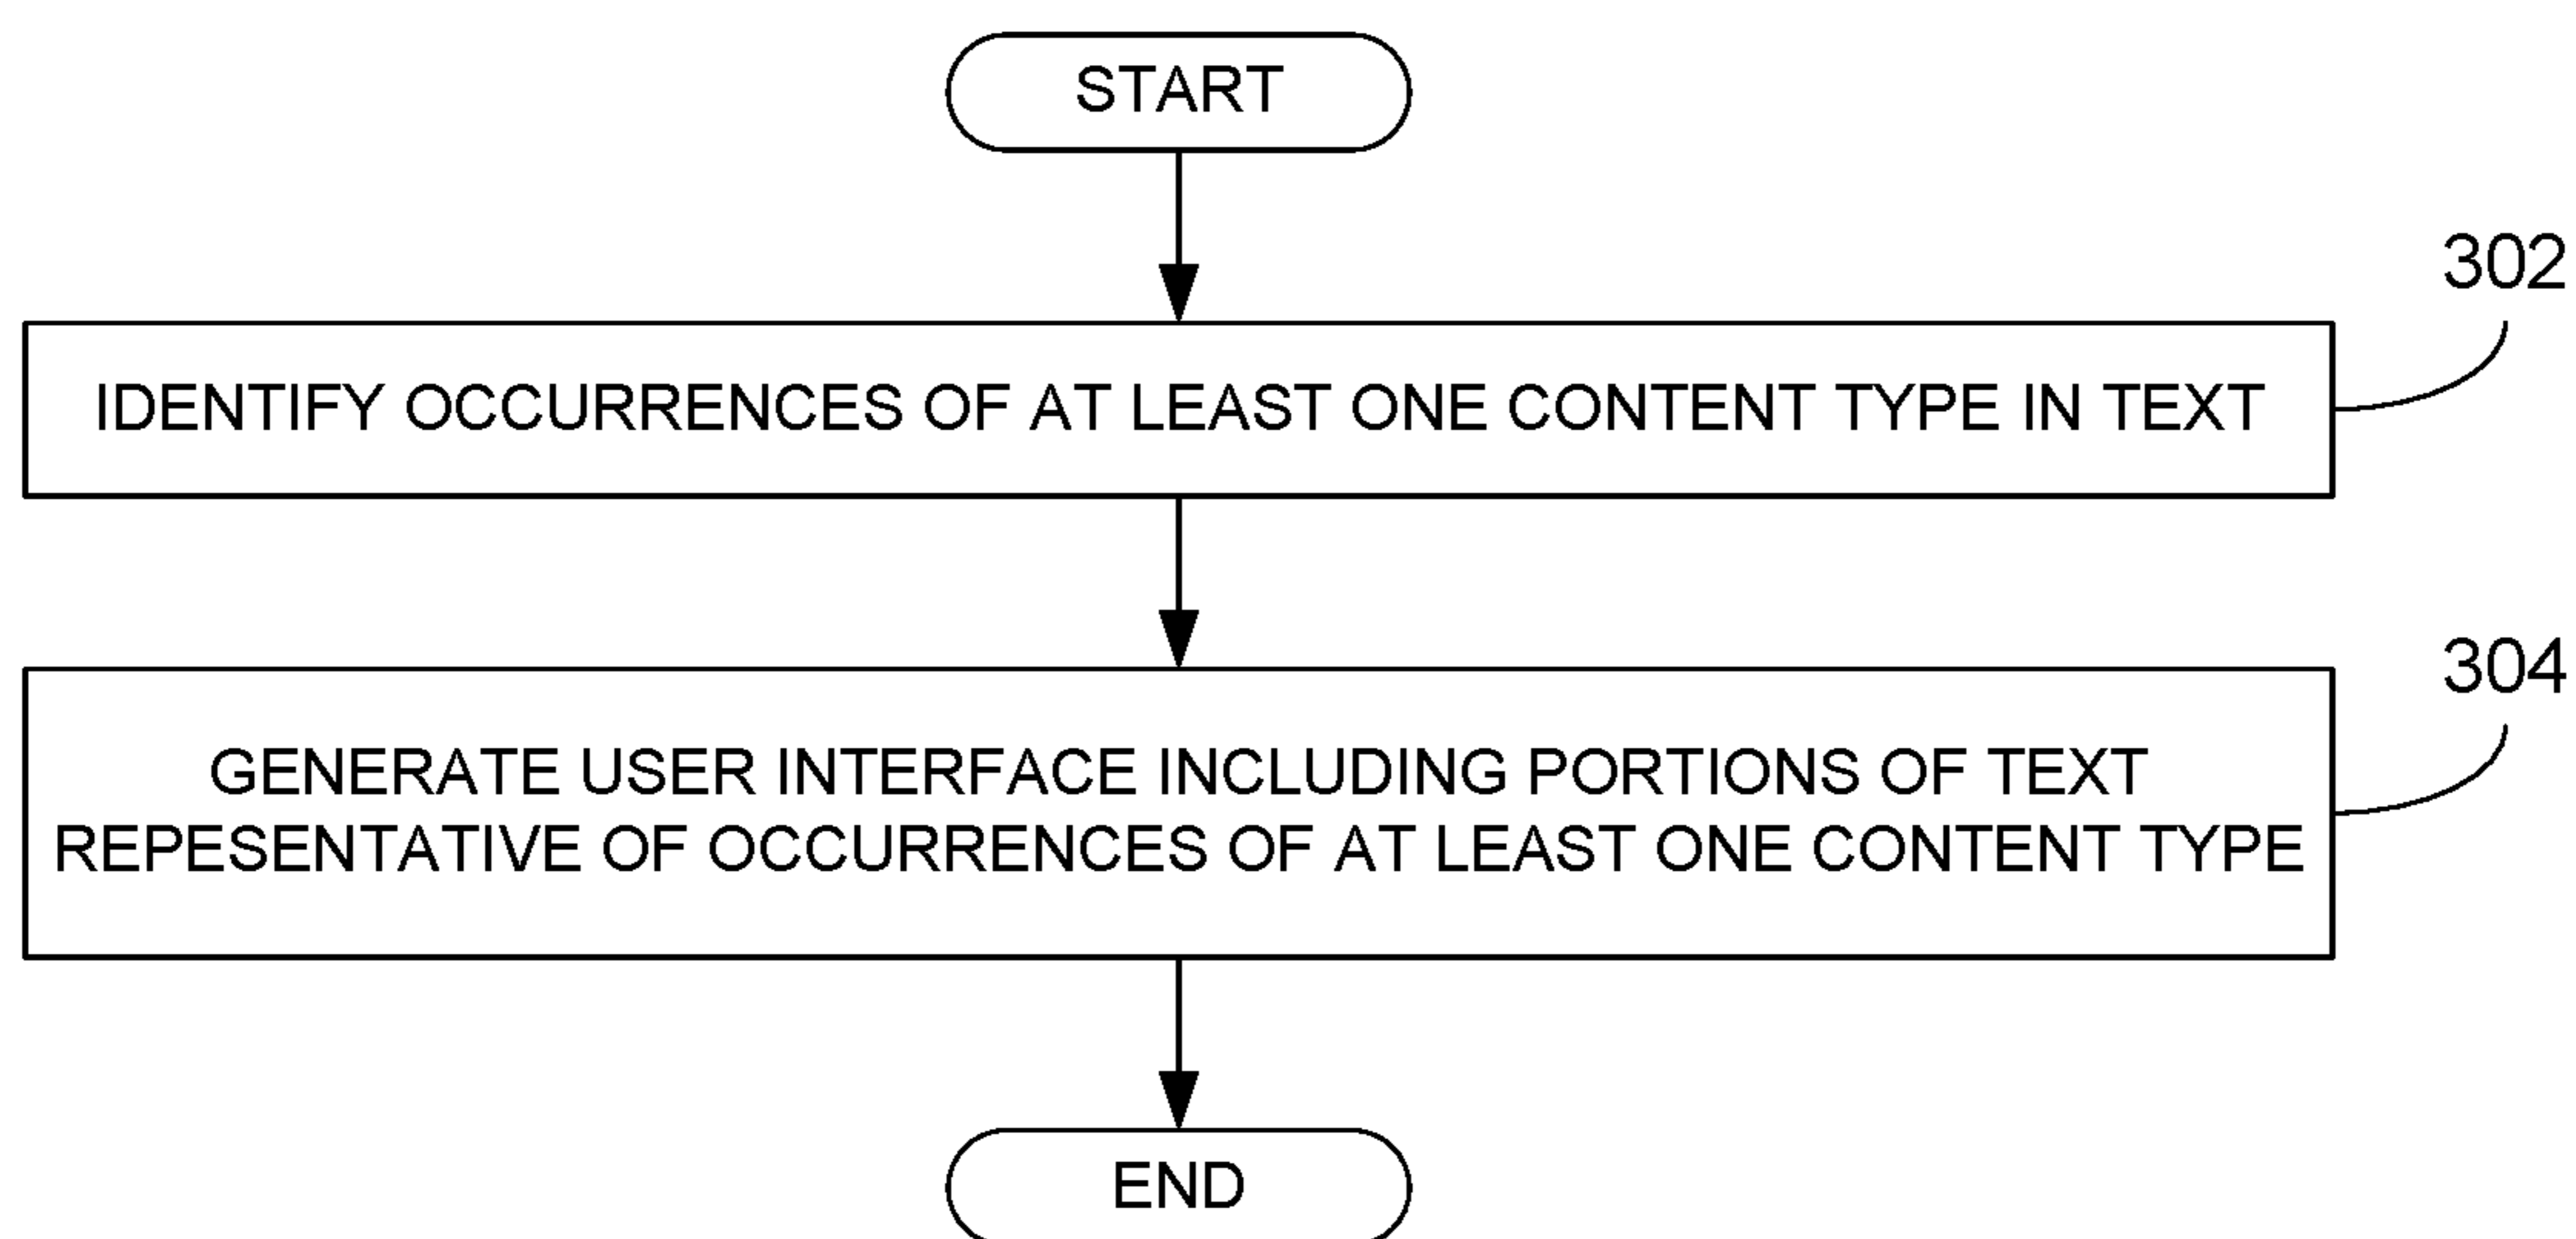 START
302
IDENTIFY OCCURRENCES OF AT LEAST ONE CONTENT TYPE IN TEXT
304
GENERATE USER INTERFACE INCLUDING PORTIONS OF TEXT
REPESENTATIVE OF OCCURRENCES OF AT LEAST ONE CONTENT TYPE
END